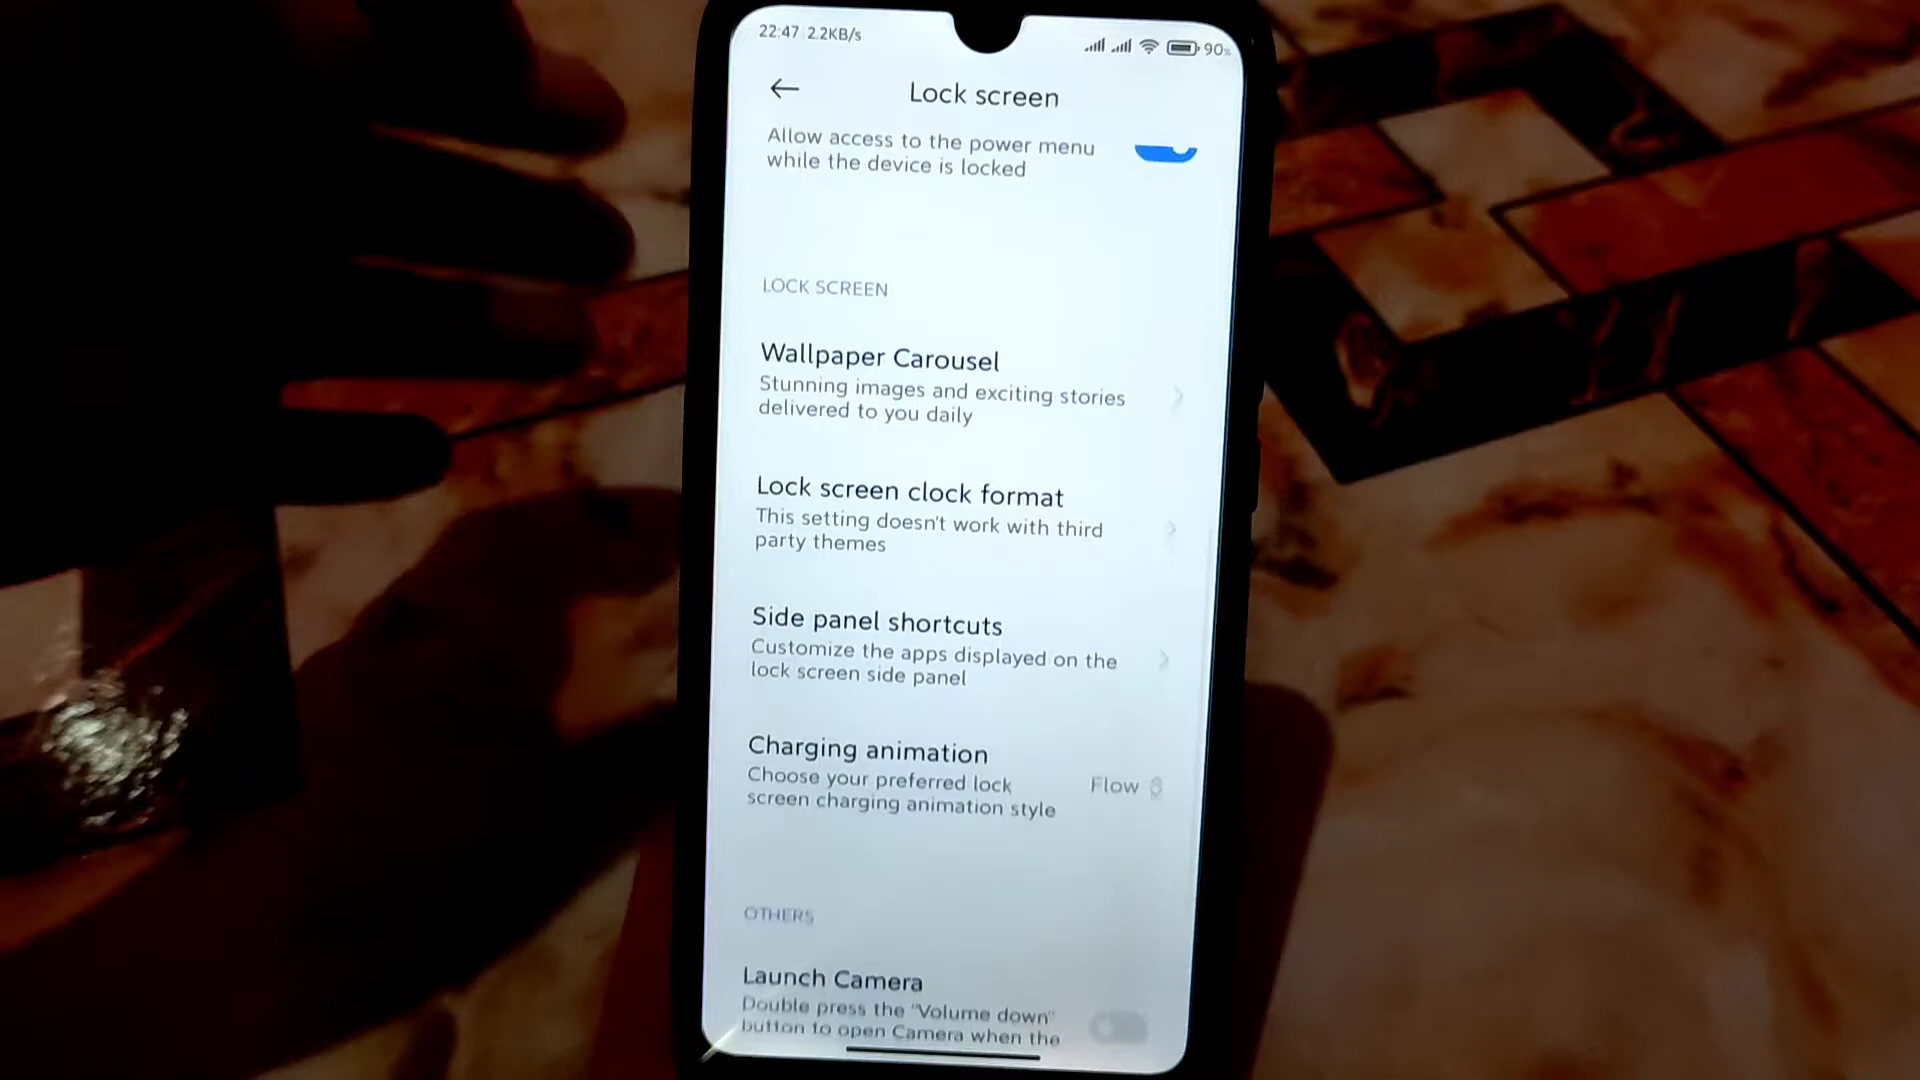 22:47 2.2KB/s
90%
Lock screen
Allow access to the power menu
while the device is locked
LOCK SCREEN
Wallpaper Carousel
Stunning images and exciting stories
delivered to you daily
Lock screen clock format
This setting doesn't work with third
party themes
Side panel shortcuts
Customize the apps displayed on the
lock screen side panel
Charging animation
Choose your preferred lock
screen charging animation style
Flow
OTHERS
Launch Camera
Double press the "Volume down"
button to open Camera when the